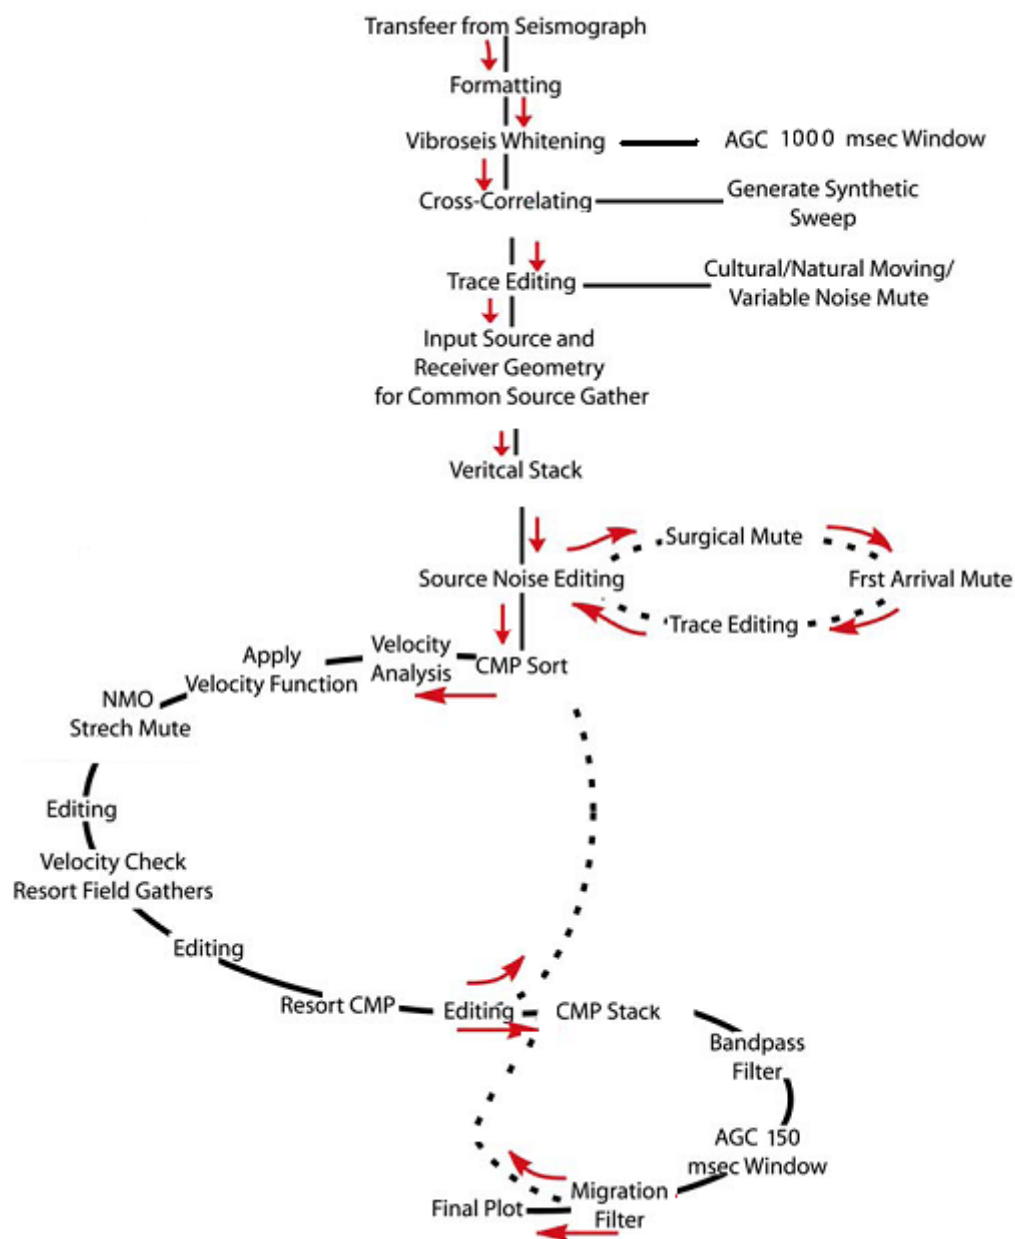 Transfeer from Seismograph
Formatting
Vibroseis Whitening
AGC 1000 msec Window
Cross-Correlating
Generate Synthetic
Sweep
Trace Editing
Cultural/Natural Moving/
Variable Noise Mute
Input Source and
Receiver Geometry
for Common Source Gather
Veritcal Stack
Source Noise Editing
Surgical Mute
Frst Arrival Mute
Trace Editing
CMP Sort
Velocity
Analysis
Apply
Velocity Function
NMO
Strech Mute
Editing
Velocity Check
Resort Field Gathers
Editing
Resort CMP
Editing
CMP Stack
Bandpass
Filter
AGC 150
msec Window
Migration
Filter
Final Plot